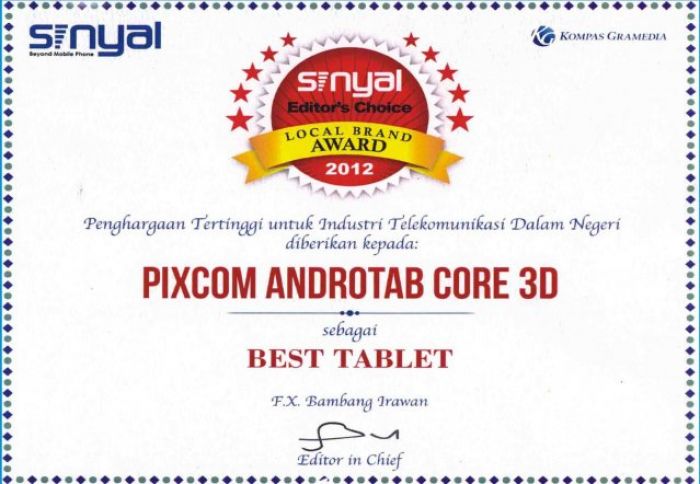 sinyal
Beyond Mobile Phone
KG KOMPAS GRAMEDIA
sinyal
Editor's Choice
LOCAL BRAND
AWARD
2012
Penghargaan Tertinggi untuk Industri Telekomunikasi Dalam Negeri
diberikan kepada:
PIXCOM ANDROTAB CORE 3D
sebagai
BEST TABLET
F.X. Bambang Irawan
Editor in Chief